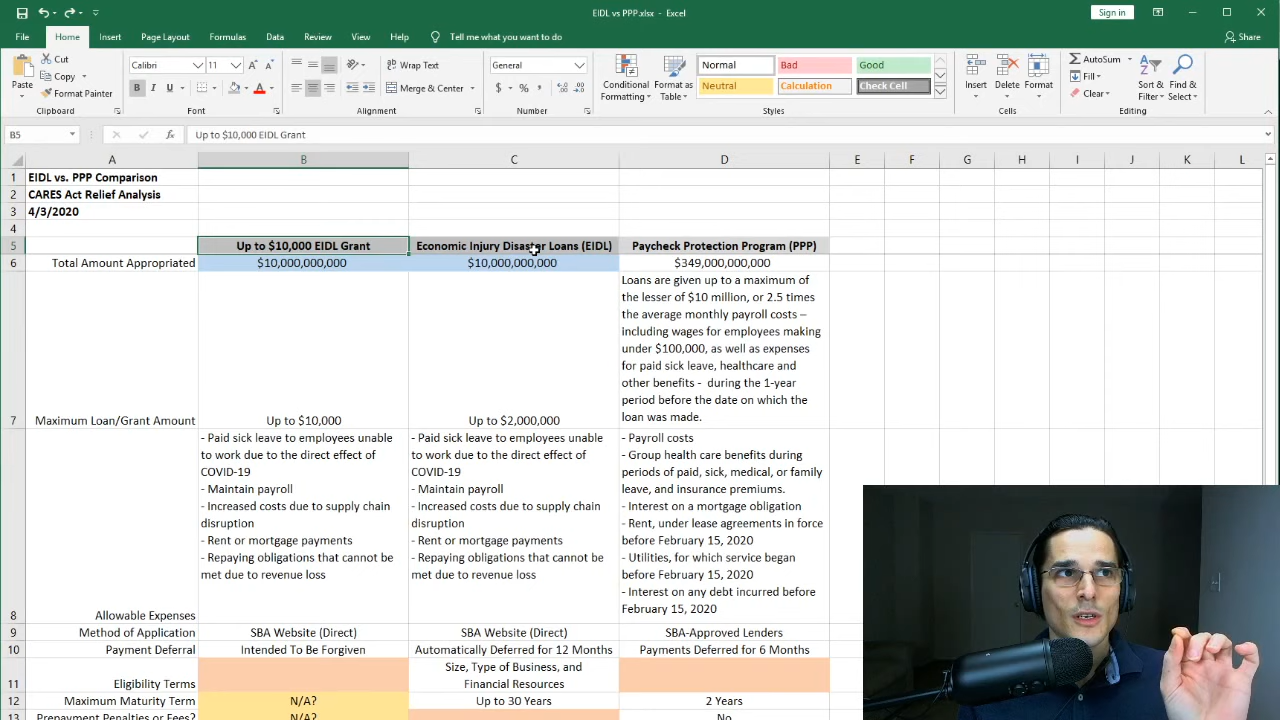 EIDL vs PPP.xlsx - Excel
Sign in
File Home Insert Page Layout Formulas Data Review View Help Tell me what you want to do Share
Paste
Cut
Copy
Format Painter
Clipboard
Calibri 11
B I U
Font
Wrap Text
Merge & Center
Alignment
General
$ % ,
Number
Conditional Formatting
Format as Table
Normal Bad Good
Neutral Calculation Check Cell
Styles
Insert Delete Format
Cells
AutoSum
Fill
Clear
Sort & Filter
Find & Select
Editing
B5 fx Up to $10,000 EIDL Grant
A B C D E F G H I J K L
1 EIDL vs. PPP Comparison
2 CARES Act Relief Analysis
3 4/3/2020
4
5 Up to $10,000 EIDL Grant Economic Injury Disaster Loans (EIDL) Paycheck Protection Program (PPP)
6 Total Amount Appropriated $10,000,000,000 $10,000,000,000 $349,000,000,000
Loans are given up to a maximum of
the lesser of $10 million, or 2.5 times
the average monthly payroll costs –
including wages for employees making
under $100,000, as well as expenses
for paid sick leave, healthcare and
other benefits - during the 1-year
period before the date on which the
loan was made.
7 Maximum Loan/Grant Amount Up to $10,000 Up to $2,000,000
- Paid sick leave to employees unable
to work due to the direct effect of
COVID-19
- Maintain payroll
- Increased costs due to supply chain
disruption
- Rent or mortgage payments
- Repaying obligations that cannot be
met due to revenue loss
- Paid sick leave to employees unable
to work due to the direct effect of
COVID-19
- Maintain payroll
- Increased costs due to supply chain
disruption
- Rent or mortgage payments
- Repaying obligations that cannot be
met due to revenue loss
- Payroll costs
- Group health care benefits during
periods of paid, sick, medical, or family
leave, and insurance premiums.
- Interest on a mortgage obligation
- Rent, under lease agreements in force
before February 15, 2020
- Utilities, for which service began
before February 15, 2020
- Interest on any debt incurred before
February 15, 2020
8 Allowable Expenses
9 Method of Application SBA Website (Direct) SBA Website (Direct) SBA-Approved Lenders
10 Payment Deferral Intended To Be Forgiven Automatically Deferred for 12 Months Payments Deferred for 6 Months
Size, Type of Business, and
Financial Resources
11 Eligibility Terms
12 Maximum Maturity Term N/A? Up to 30 Years 2 Years
13 Prepayment Penalties or Fees? N/A? No